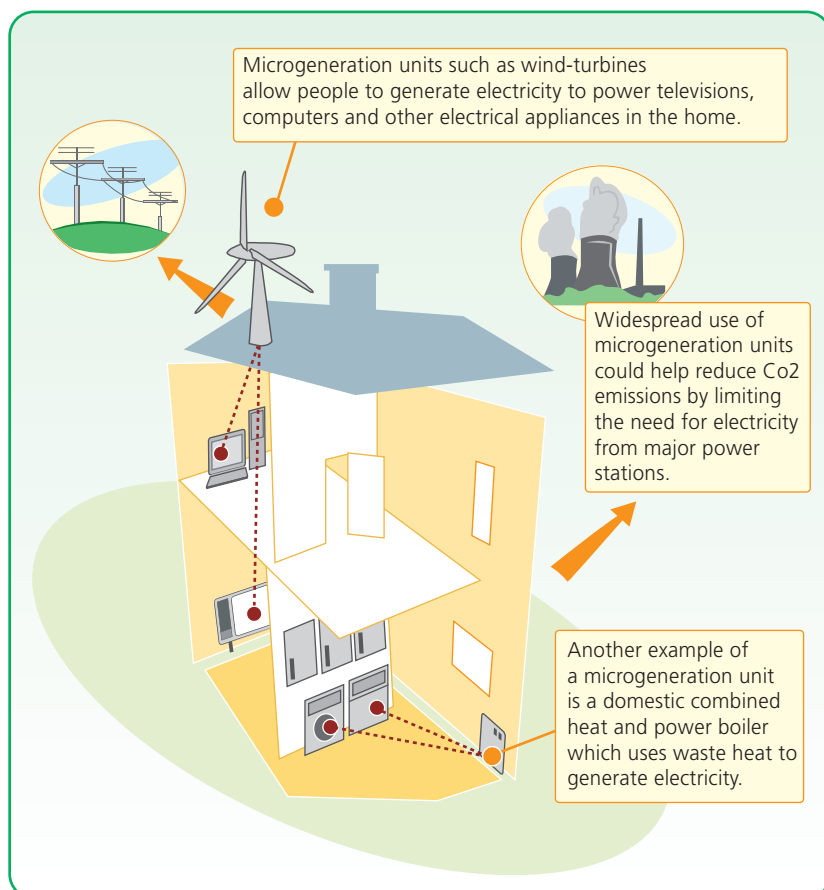 Microgeneration units such as wind-turbines
allow people to generate electricity to power televisions,
computers and other electrical appliances in the home.
Widespread use of
microgeneration units
could help reduce Co2
emissions by limiting
the need for electricity
from major power
stations.
Another example of
a microgeneration unit
is a domestic combined
heat and power boiler
which uses waste heat to
generate electricity.